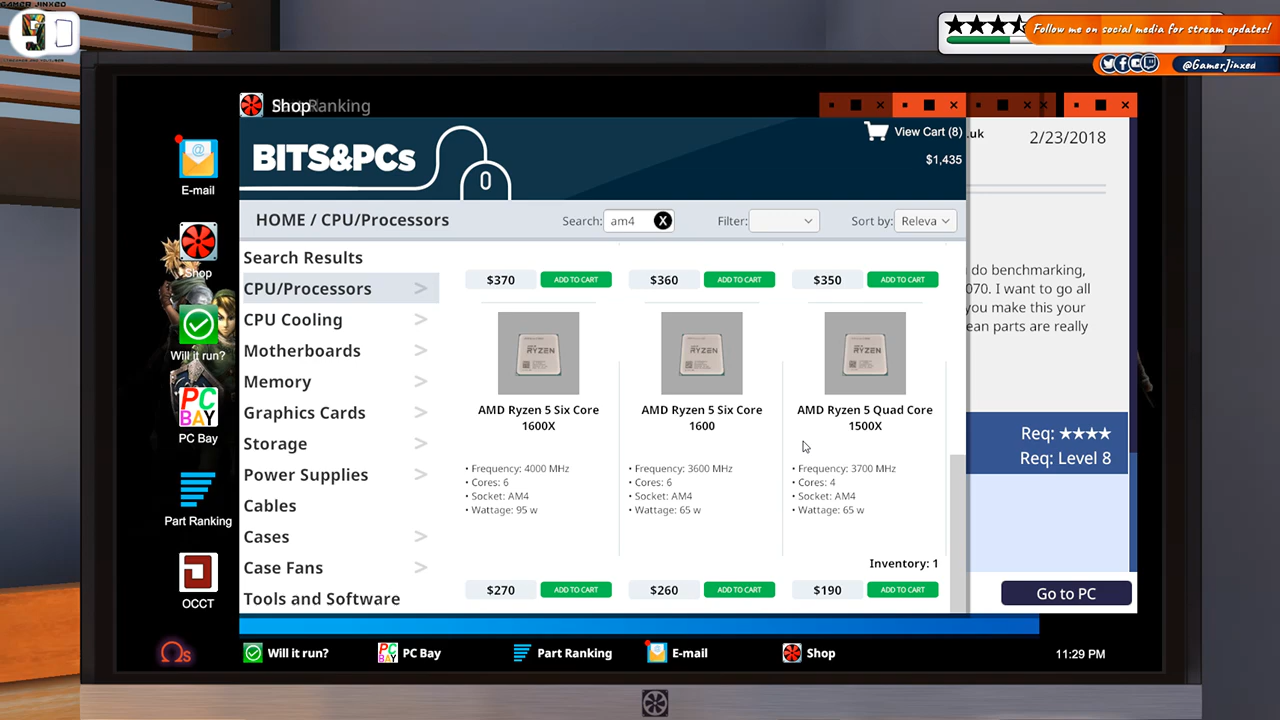 GAMER JINXED
Follow me on social media for stream updates!
@GamerJinxed
Shop
Ranking
BITS&PCs
View Cart (8)
$1,435
.uk
2/23/2018
HOME / CPU/Processors
Search:
am4
X
Filter:
Sort by:
Releva
Search Results
CPU/Processors >
CPU Cooling >
Motherboards >
Memory >
Graphics Cards >
Storage >
Power Supplies >
Cables
Cases >
Case Fans >
Tools and Software
$370
ADD TO CART
$360
ADD TO CART
$350
ADD TO CART
RYZEN
AMD Ryzen 5 Six Core
1600X
• Frequency: 4000 MHz
• Cores: 6
• Socket: AM4
• Wattage: 95 w
$270
ADD TO CART
RYZEN
AMD Ryzen 5 Six Core
1600
• Frequency: 3600 MHz
• Cores: 6
• Socket: AM4
• Wattage: 65 w
$260
ADD TO CART
RYZEN
AMD Ryzen 5 Quad Core
1500X
• Frequency: 3700 MHz
• Cores: 4
• Socket: AM4
• Wattage: 65 w
Inventory: 1
$190
ADD TO CART
do benchmarking,
070. I want to go all
you make this your
ean parts are really
Req: ★★★★
Req: Level 8
Go to PC
E-mail
Shop
Will it run?
PC
BAY
PC Bay
Part Ranking
OCCT
Ωs
Will it run?
PC Bay
Part Ranking
E-mail
Shop
11:29 PM